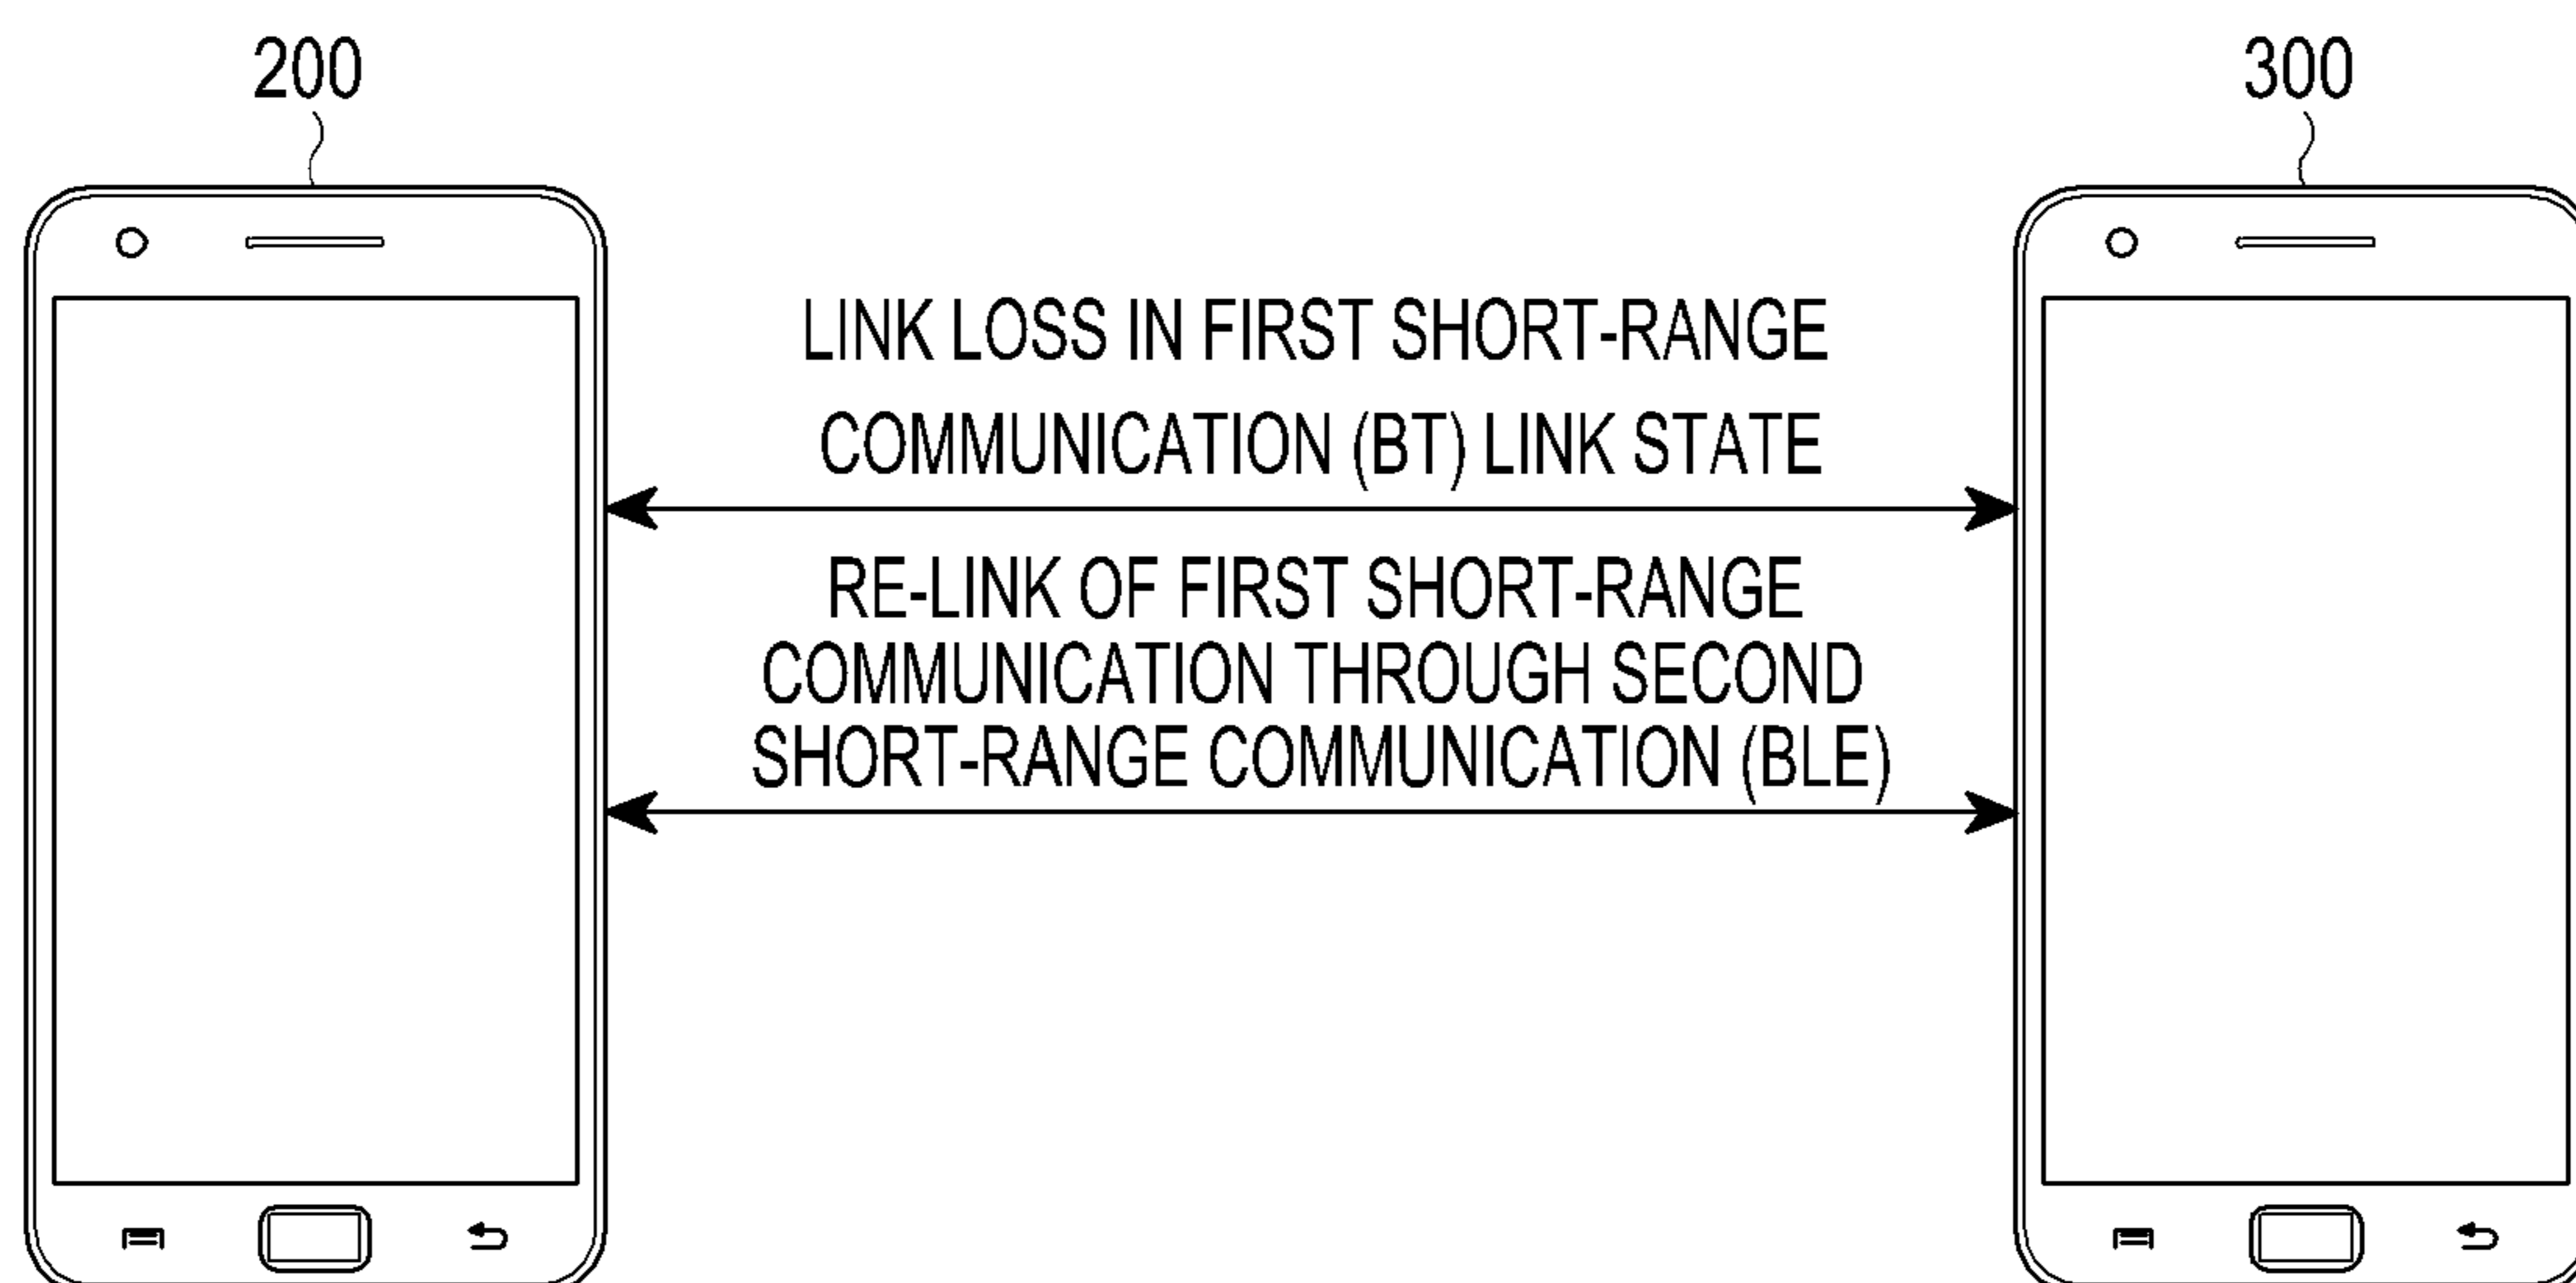 200
300
LINK LOSS IN FIRST SHORT-RANGE
COMMUNICATION (BT) LINK STATE
RE-LINK OF FIRST SHORT-RANGE
COMMUNICATION THROUGH SECOND
SHORT-RANGE COMMUNICATION (BLE)